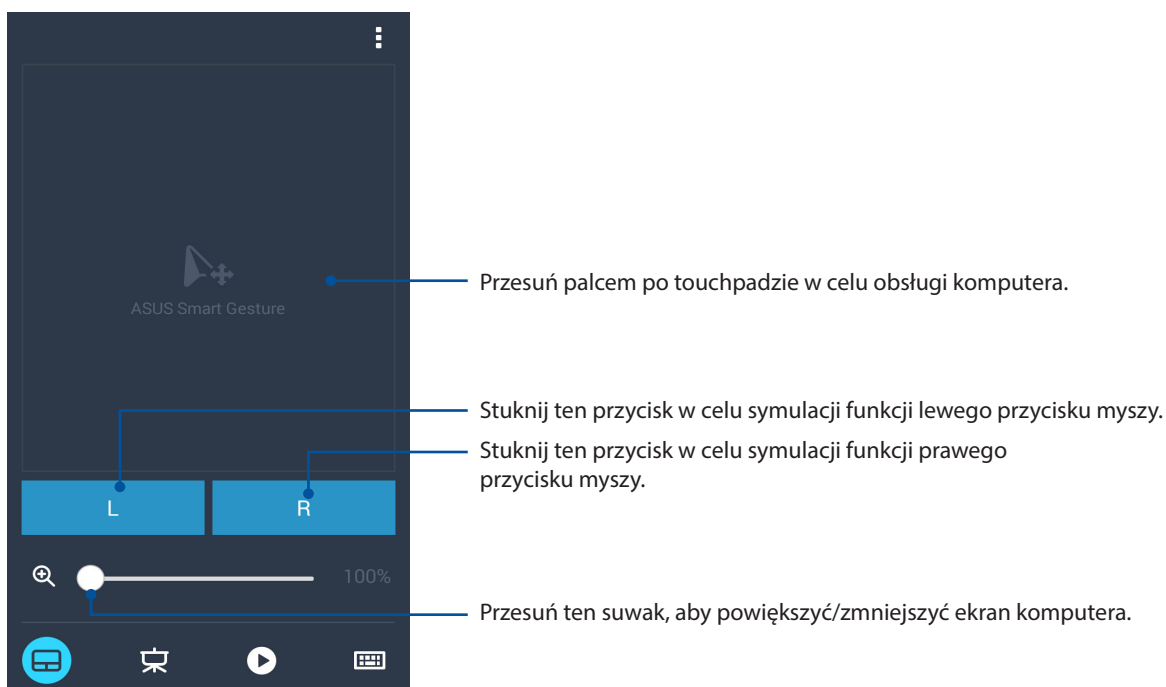 Przesuń palcem po touchpadzie w celu obsługi komputera.
ASUS Smart Gesture
Stuknij ten przycisk w celu symulacji funkcji lewego przycisku myszy.
Stuknij ten przycisk w celu symulacji funkcji prawego
przycisku myszy.
L
R
100%
Przesuń ten suwak, aby powiększyć/zmniejszyć ekran komputera.